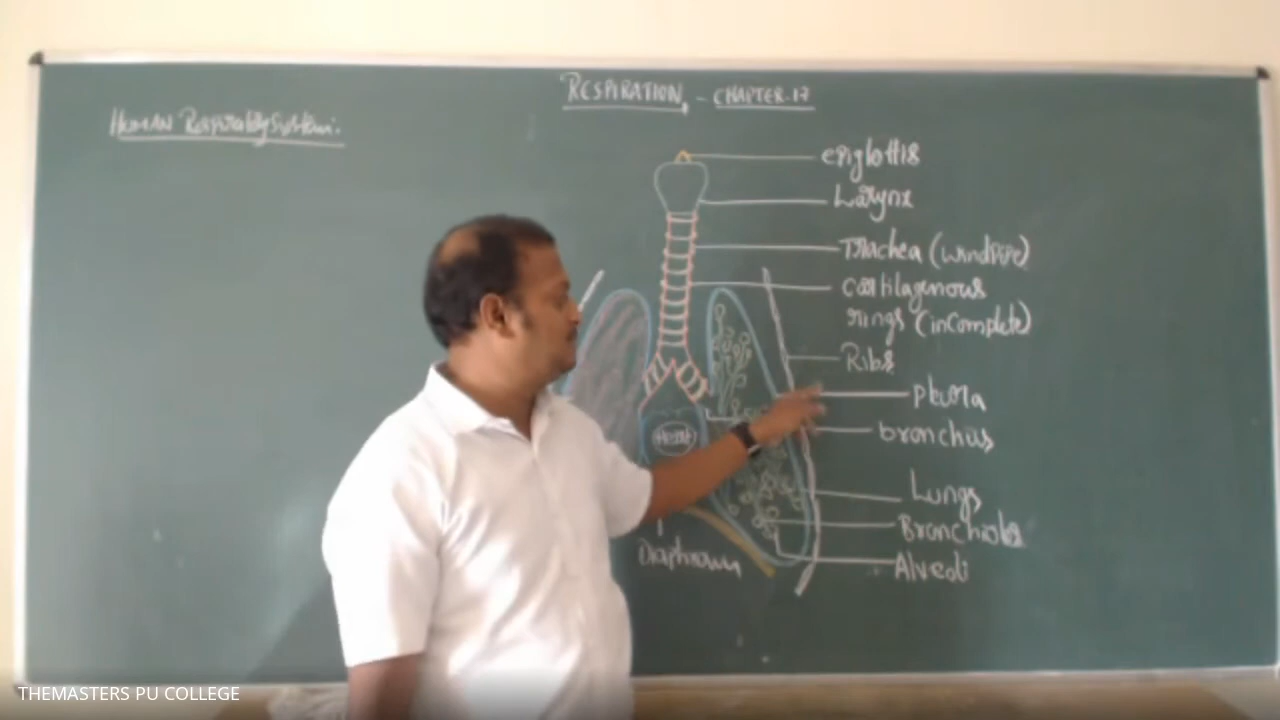 RESPIRATION, - CHAPTER-17
HUMAN Respiratory System:
epiglottis
Larynx
Trachea (windpipe)
cartilagenous
rings (incomplete)
Ribs
pleura
bronchus
Heart
Lungs
Bronchiols
Diaphragm
Alveoli
THEMASTERS PU COLLEGE